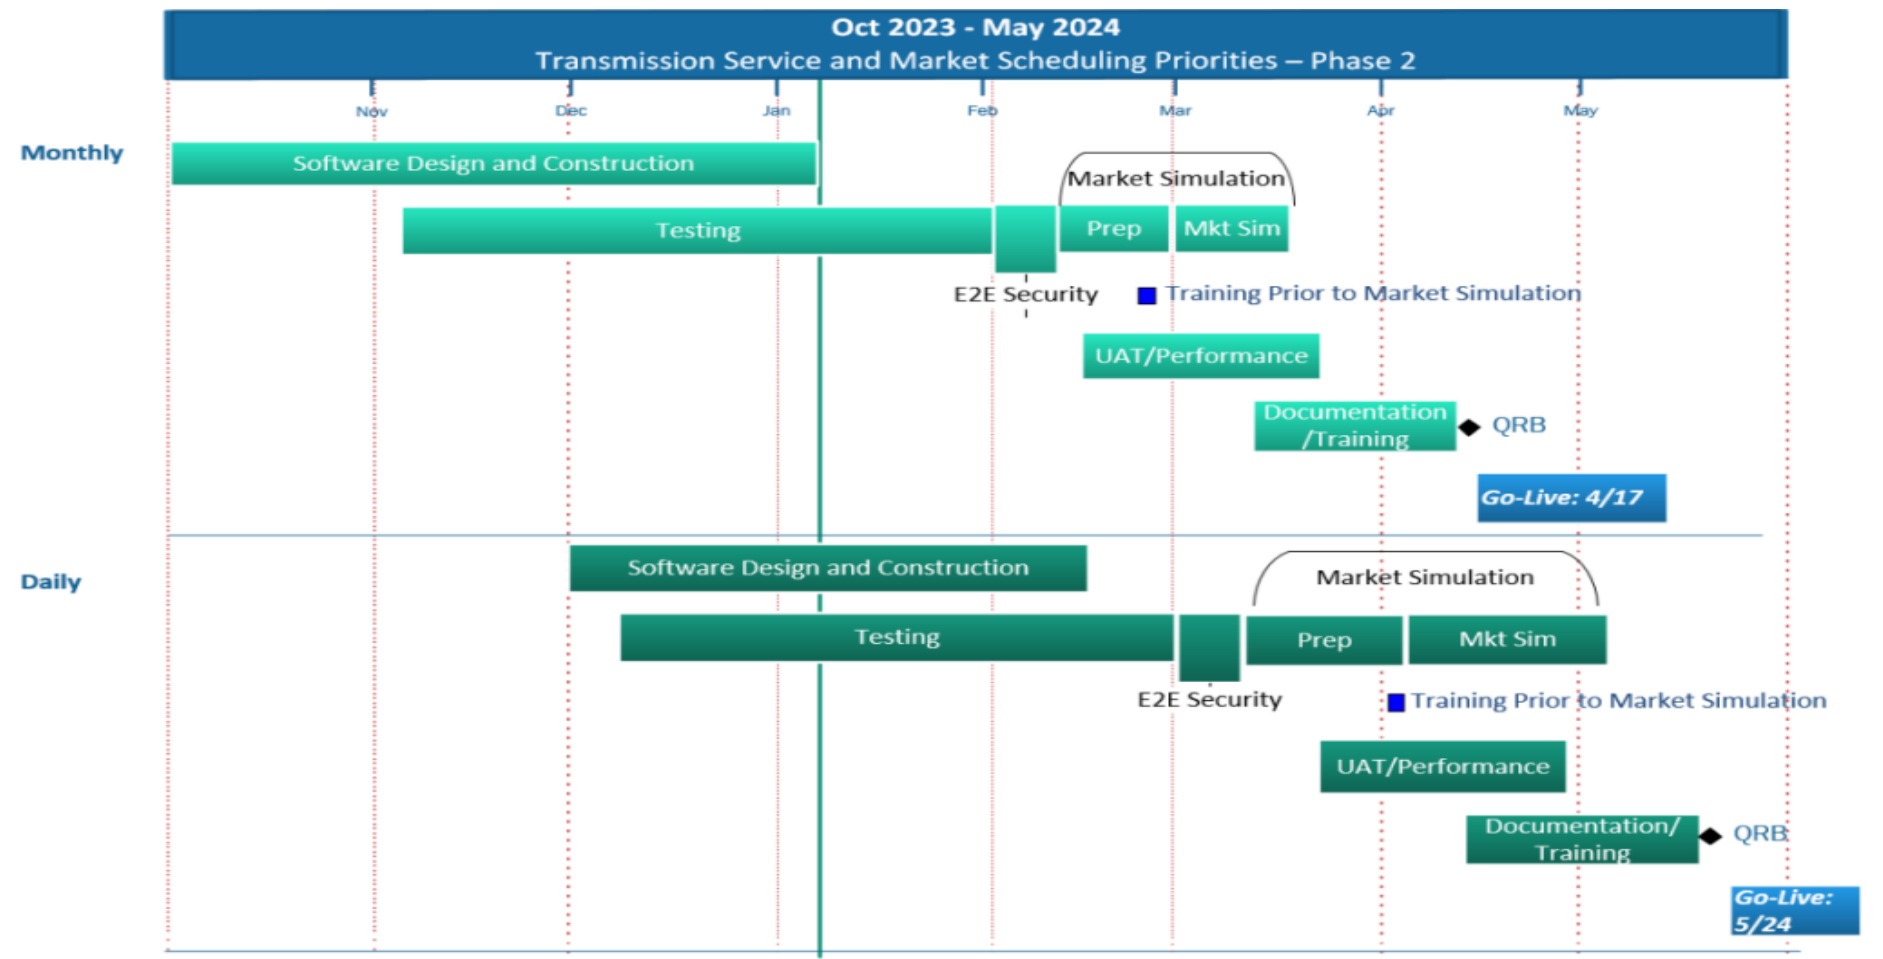 Oct 2023 - May 2024
Transmission Service and Market Scheduling Priorities – Phase 2
Nov Dec Jan Feb Mar Apr May
Monthly
Software Design and Construction
Market Simulation
Testing
Prep
Mkt Sim
E2E Security
Training Prior to Market Simulation
UAT/Performance
Documentation
/Training
QRB
Go-Live: 4/17
Daily
Software Design and Construction
Market Simulation
Testing
Prep
Mkt Sim
E2E Security
Training Prior to Market Simulation
UAT/Performance
Documentation/
Training
QRB
Go-Live:
5/24